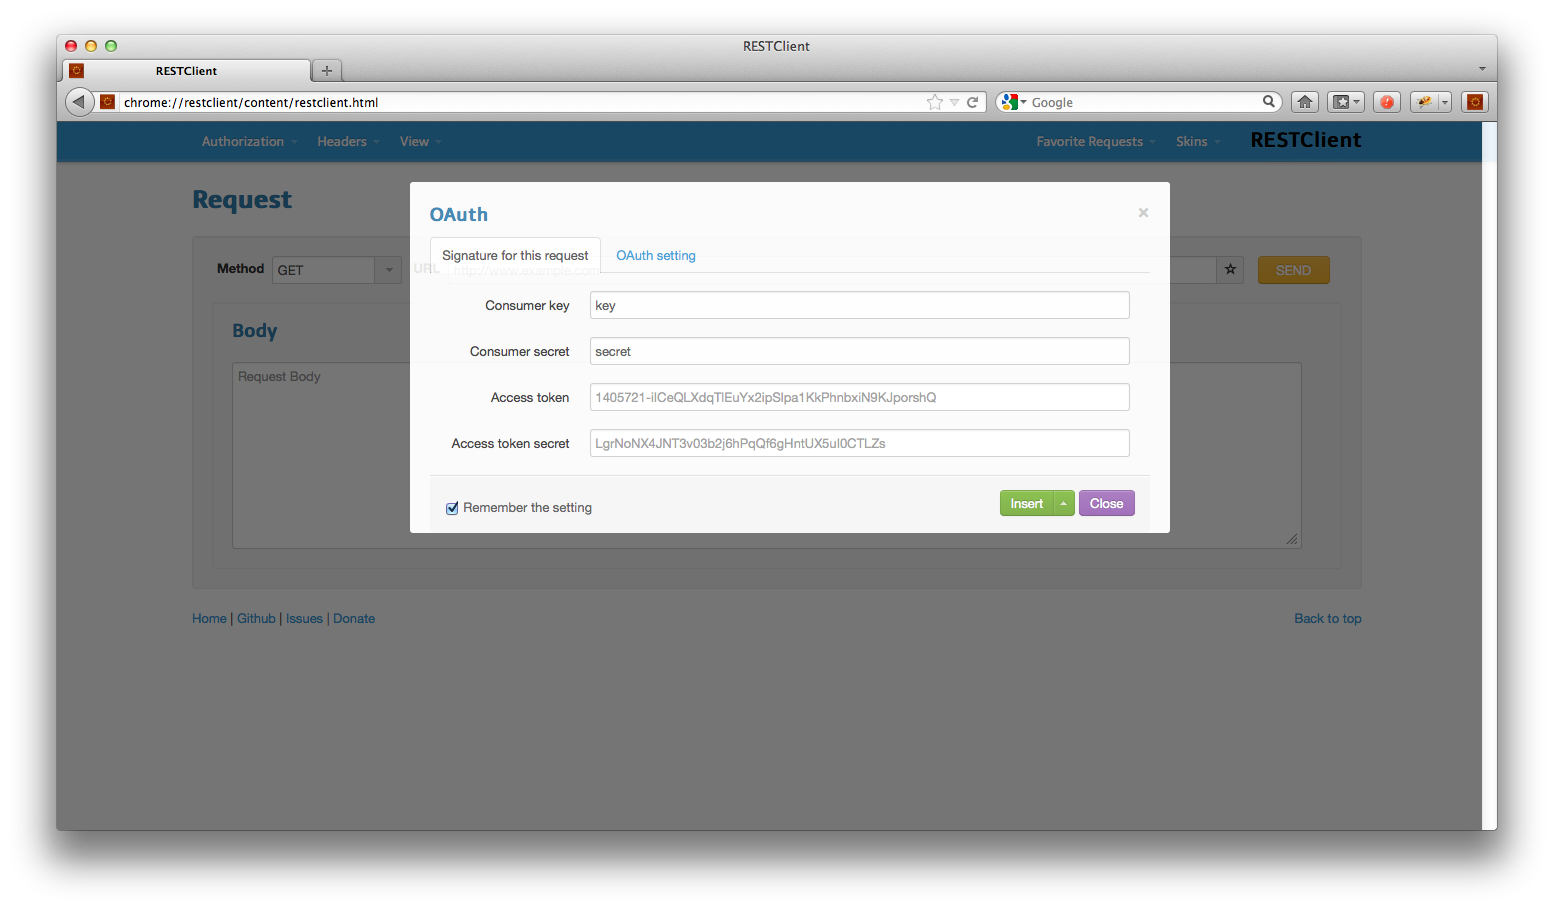 RESTClient
RESTClient
chrome://restclient/content/restclient.html
Google
Authorization
Headers
View
Favorite Requests
Skins
RESTClient
Request
OAuth
×
Signature for this request
OAuth setting
Method
GET
URL
http://www.example.com
SEND
Body
Request Body
Consumer key
key
Consumer secret
secret
Access token
1405721-ilCeQLXdqTlEuYx2ipSlpa1KkPhnbxiN9KJporshQ
Access token secret
LgrNoNX4JNT3v03b2j6hPqQf6gHntUX5ul0CTLZs
Remember the setting
Insert
Close
Home | Github | Issues | Donate
Back to top